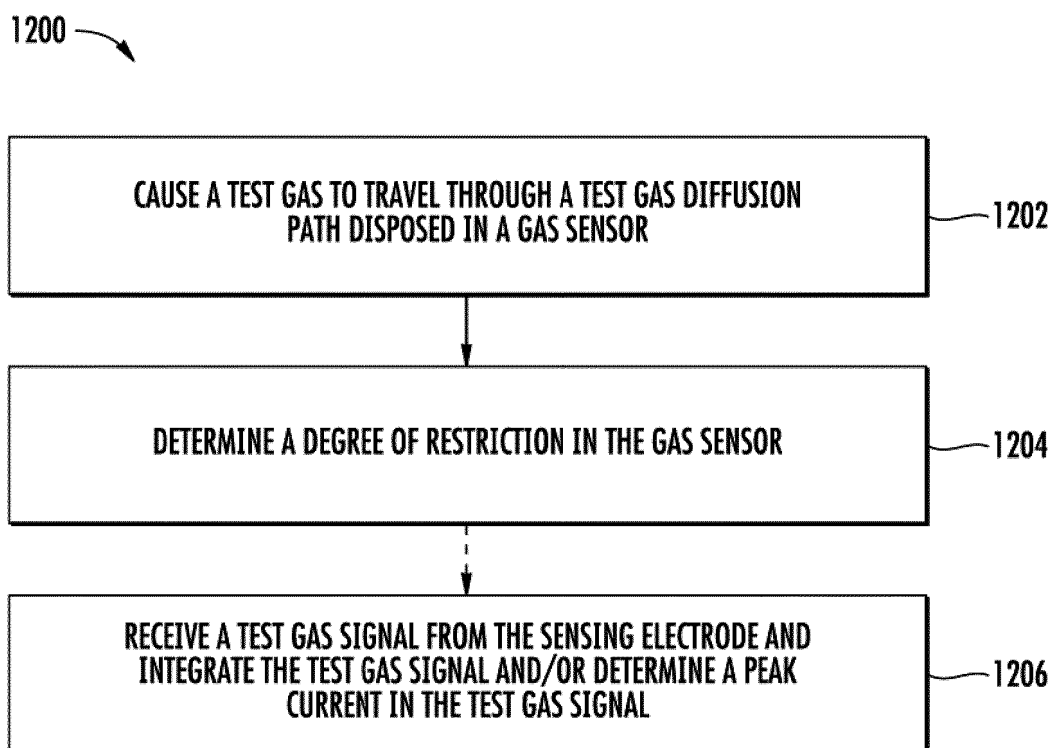 1200
CAUSE A TEST GAS TO TRAVEL THROUGH A TEST GAS DIFFUSION
PATH DISPOSED IN A GAS SENSOR
1202
DETERMINE A DEGREE OF RESTRICTION IN THE GAS SENSOR
1204
RECEIVE A TEST GAS SIGNAL FROM THE SENSING ELECTRODE AND
INTEGRATE THE TEST GAS SIGNAL AND/OR DETERMINE A PEAK
CURRENT IN THE TEST GAS SIGNAL
1206